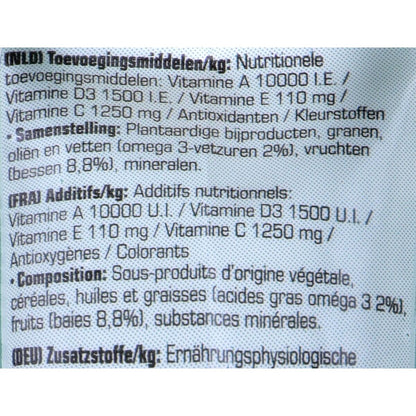 (NLD) Toevoegingsmiddelen/kg: Nutritionele
toevoegingsmiddelen: Vitamine A 10000 I.E. /
Vitamine D3 1500 I.E. / Vitamine E 110 mg /
Vitamine C 1250 mg / Antioxidanten / Kleurstoffen
• Samenstelling: Plantaardige bijproducten, granen,
oliën en vetten (omega 3-vetzuren 2%), vruchten
(bessen 8,8%), mineralen.
(FRA) Additifs/kg: Additifs nutritionnels:
Vitamine A 10000 U.I. / Vitamine D3 1500 U.I. /
Vitamine E 110 mg / Vitamine C 1250 mg /
Antioxygènes / Colorants
• Composition: Sous-produits d'origine végétale,
céréales, huiles et graisses (acides gras oméga 3 2%),
fruits (baies 8,8%), substances minérales.
(DEU) Zusatzstoffe/kg: Ernährungsphysiologische